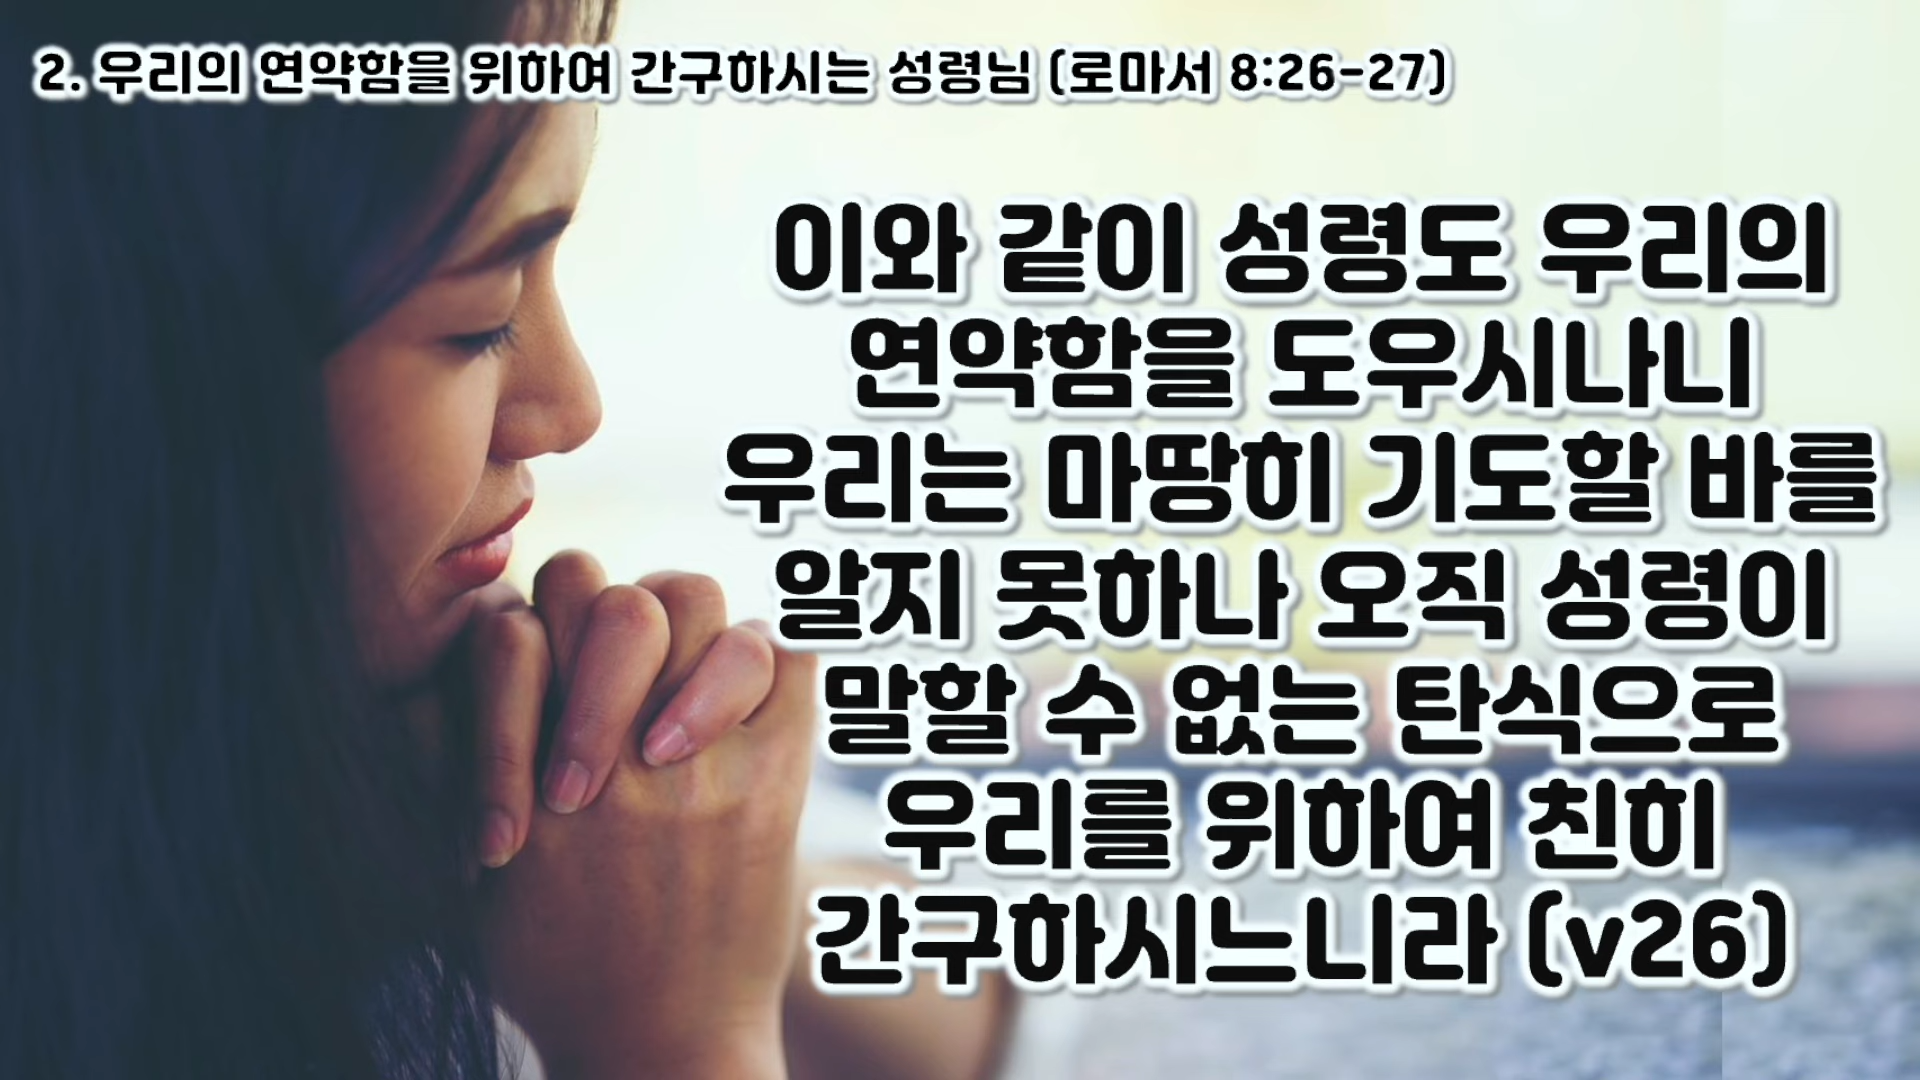 2. 우리의 연약함을 위하여 간구하시는 성령님 (로마서 8:26-27)
이와 같이 성령도 우리의
연약함을 도우시나니
우리는 마땅히 기도할 바를
알지 못하나 오직 성령이
말할 수 없는 탄식으로
우리를 위하여 친히
간구하시느니라 (v26)